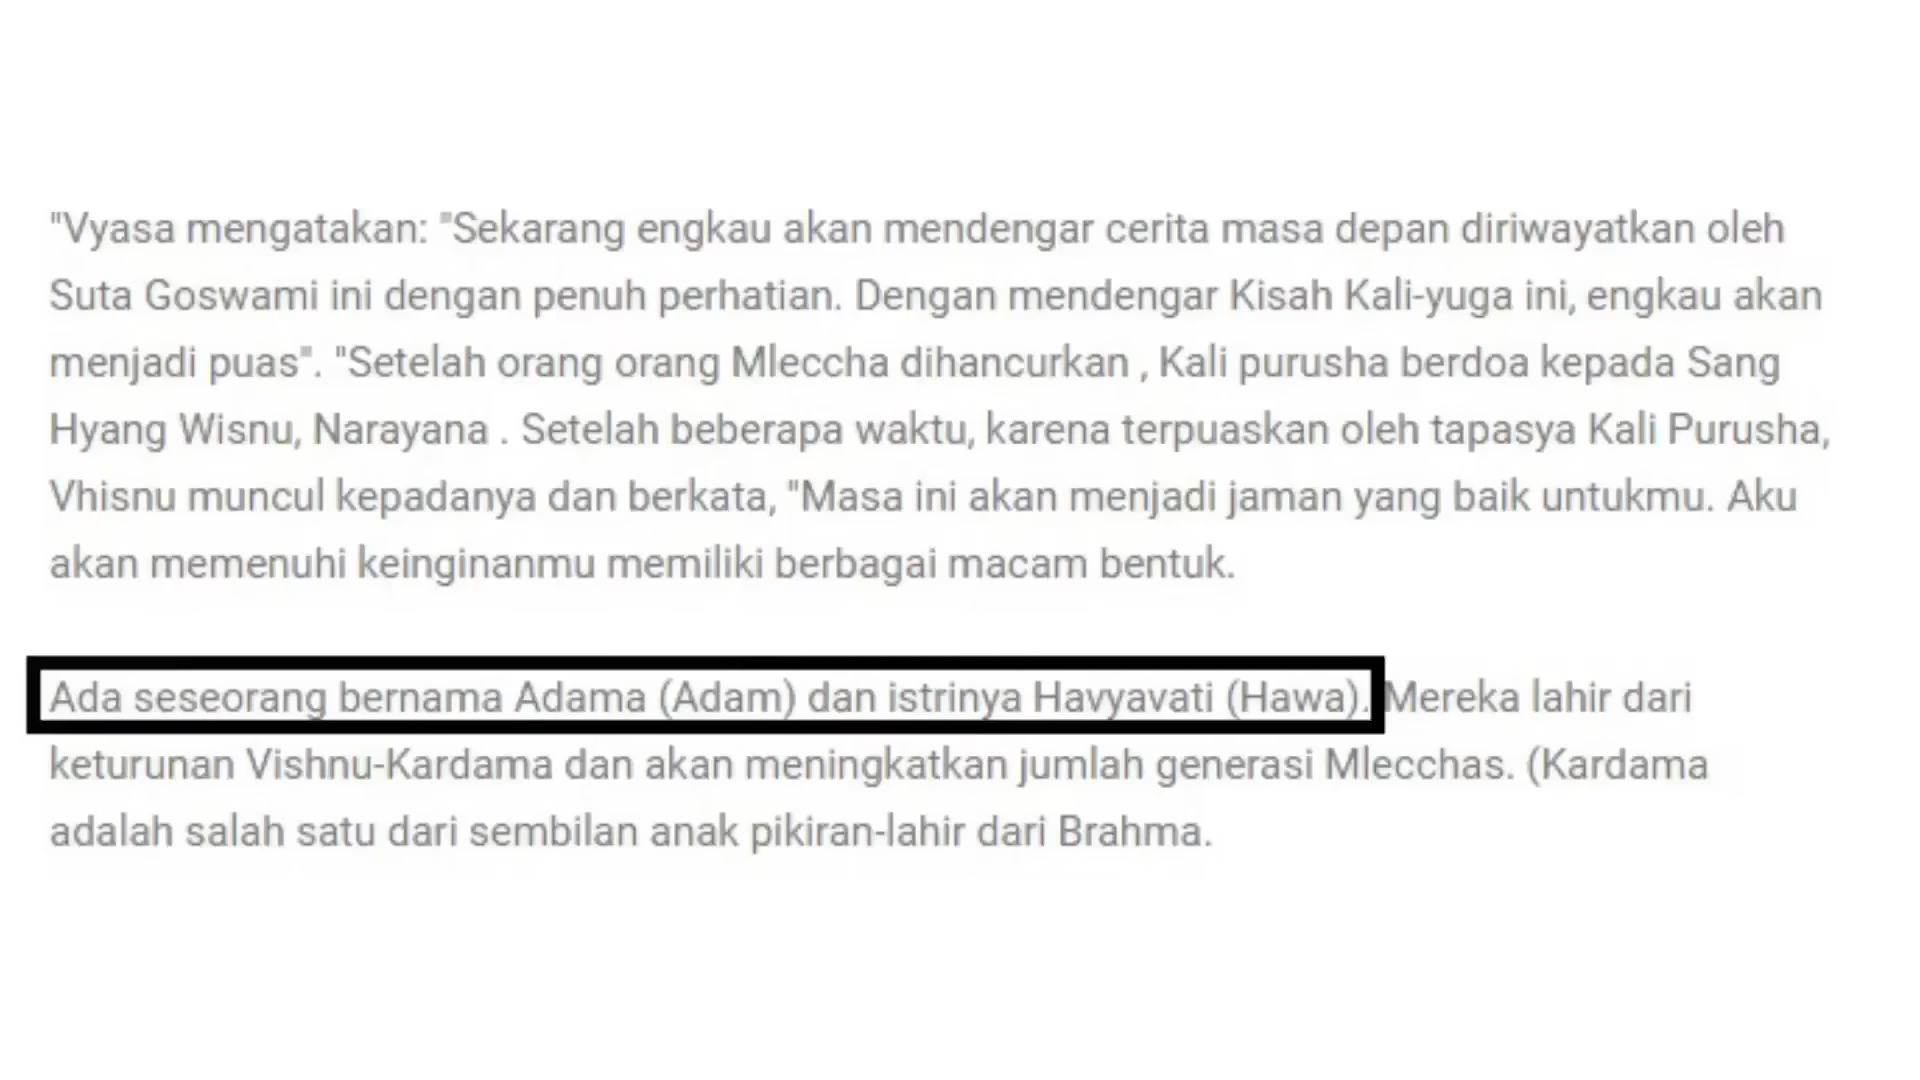 "Vyasa mengatakan: "Sekarang engkau akan mendengar cerita masa depan diriwayatkan oleh
Suta Goswami ini dengan penuh perhatian. Dengan mendengar Kisah Kali-yuga ini, engkau akan
menjadi puas". "Setelah orang orang Mleccha dihancurkan , Kali purusha berdoa kepada Sang
Hyang Wisnu, Narayana . Setelah beberapa waktu, karena terpuaskan oleh tapasya Kali Purusha,
Vhisnu muncul kepadanya dan berkata, "Masa ini akan menjadi jaman yang baik untukmu. Aku
akan memenuhi keinginanmu memiliki berbagai macam bentuk.
Ada seseorang bernama Adama (Adam) dan istrinya Havyavati (Hawa). Mereka lahir dari
keturunan Vishnu-Kardama dan akan meningkatkan jumlah generasi Mlecchas. (Kardama
adalah salah satu dari sembilan anak pikiran-lahir dari Brahma.